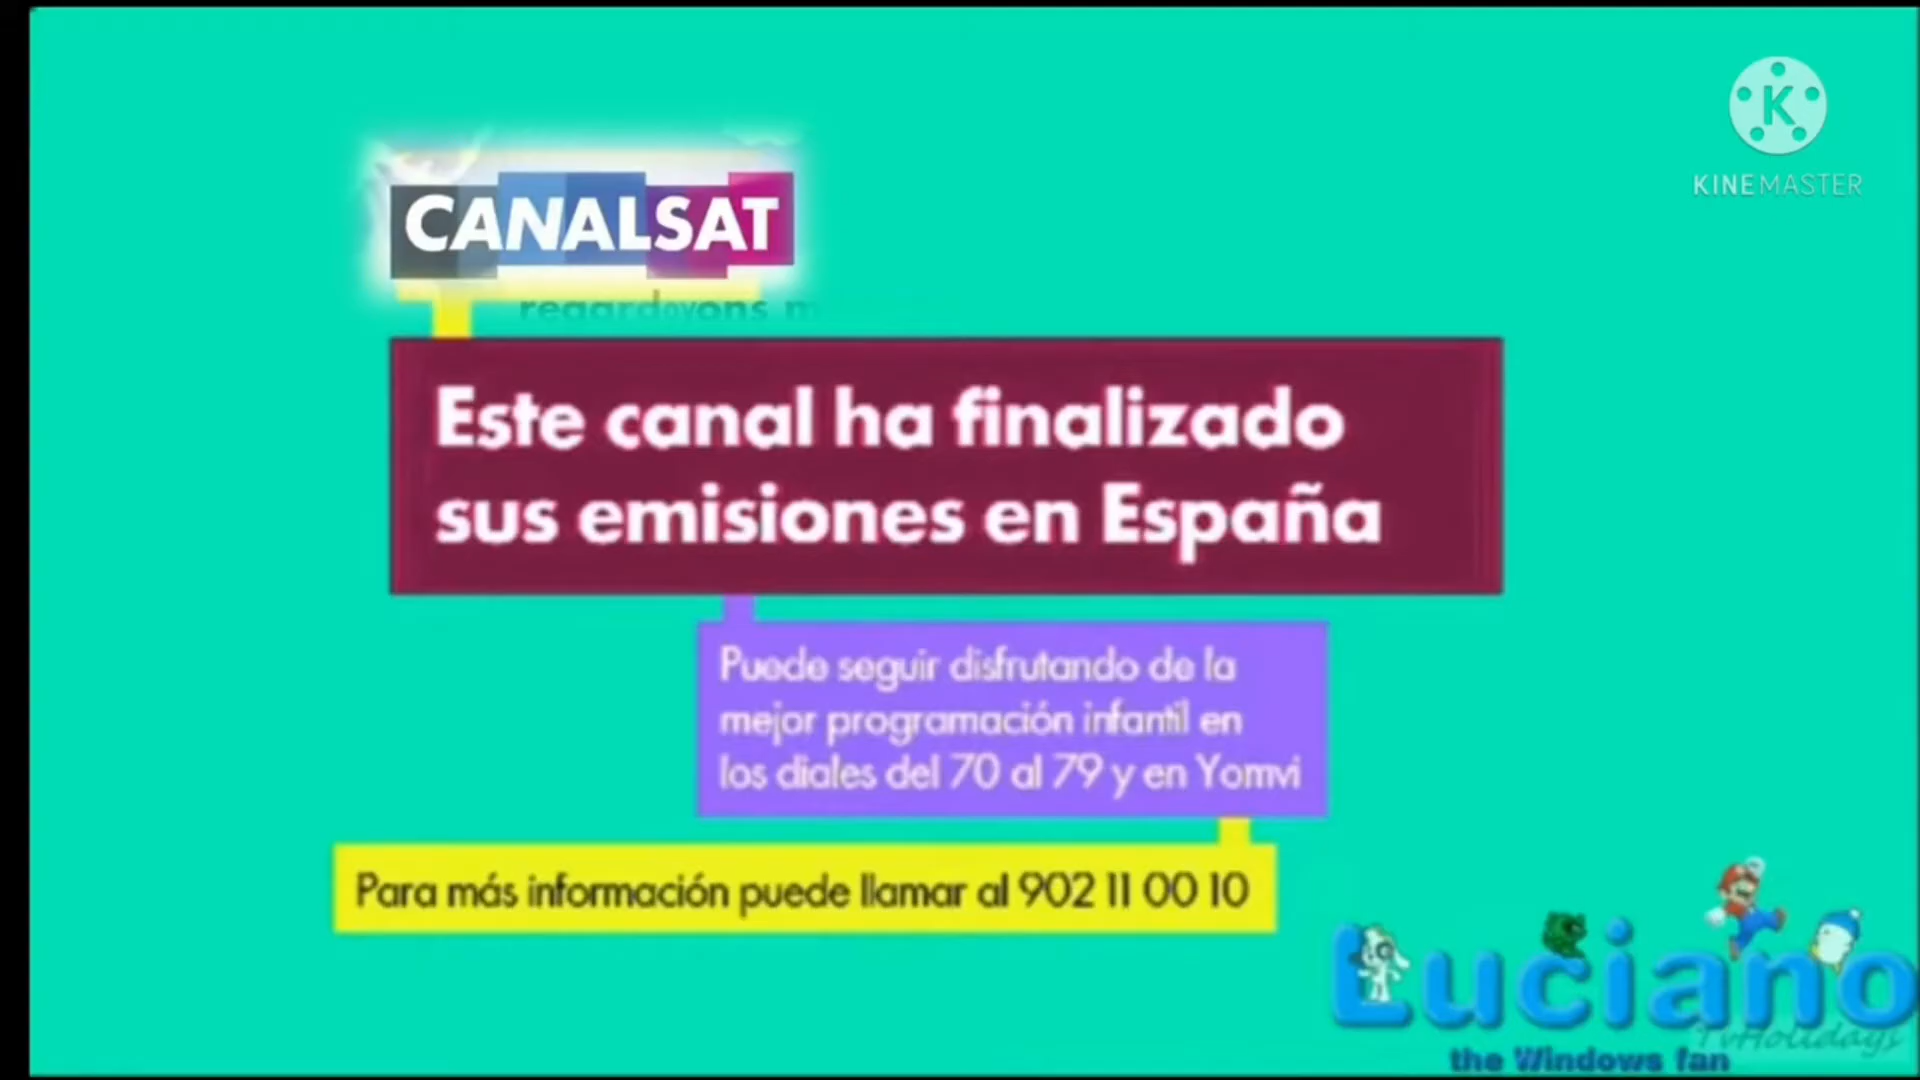 K
KINEMASTER
CANALSAT
Este canal ha finalizado
sus emisiones en España
Puede seguir disfrutando de la
mejor programación infantil en
los diales del 70 al 79 y en Yomvi
Para más información puede llamar al 902 11 00 10
Luciano
TvHolidays
the Windows fan